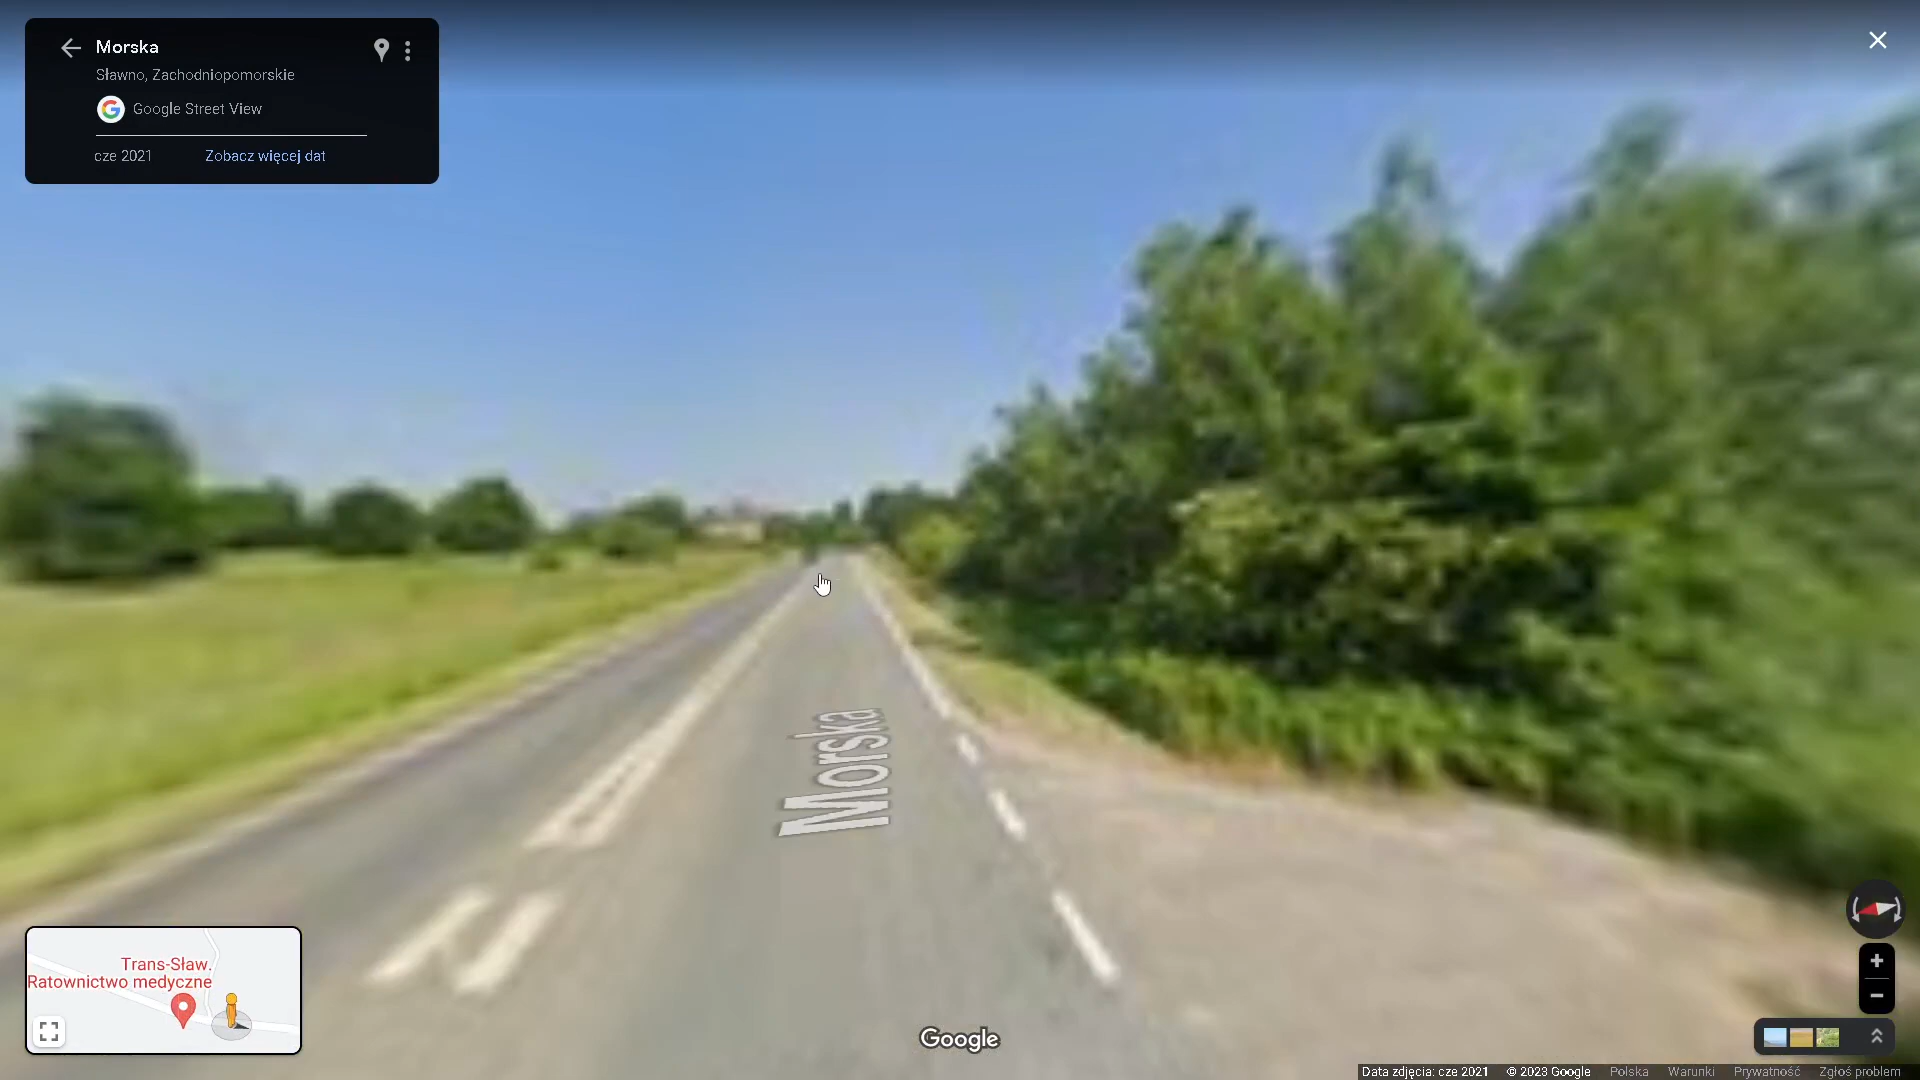 Morska
Sławno, Zachodniopomorskie
Google Street View
cze 2021 Zobacz więcej dat
Morska
Trans-Sław.
Ratownictwo medyczne
Google
Data zdjęcia: cze 2021 © 2023 Google Polska Warunki Prywatność Zgłoś problem